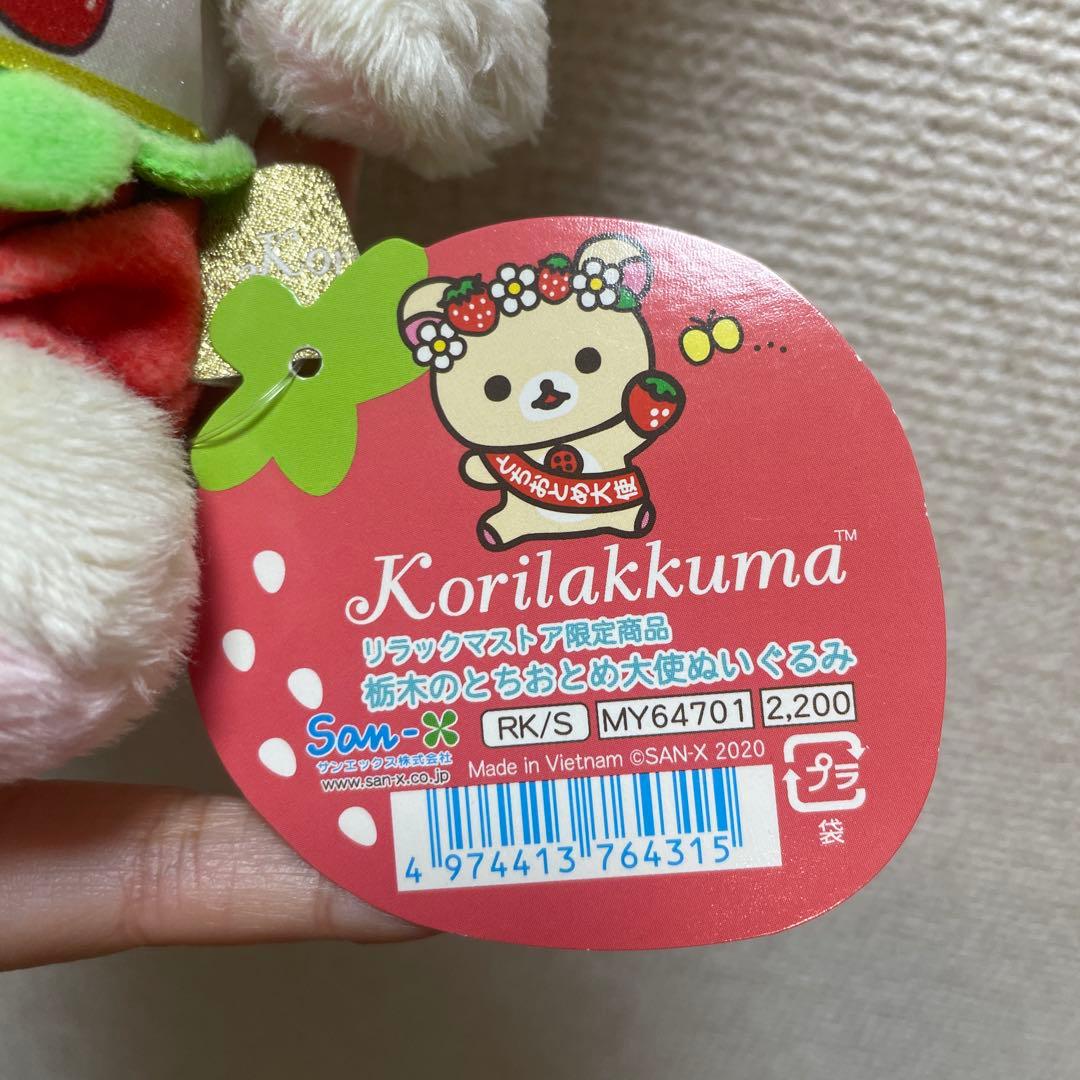 Kor
とちおとめ大使
Korilakkuma™
リラックマストア限定商品
栃木のとちおとめ大使ぬいぐるみ
San-X RK/S MY64701 2,200
サンエックス株式会社
www.san-x.co.jp
Made in Vietnam ©SAN-X 2020
プラ
袋
4 974413 764315